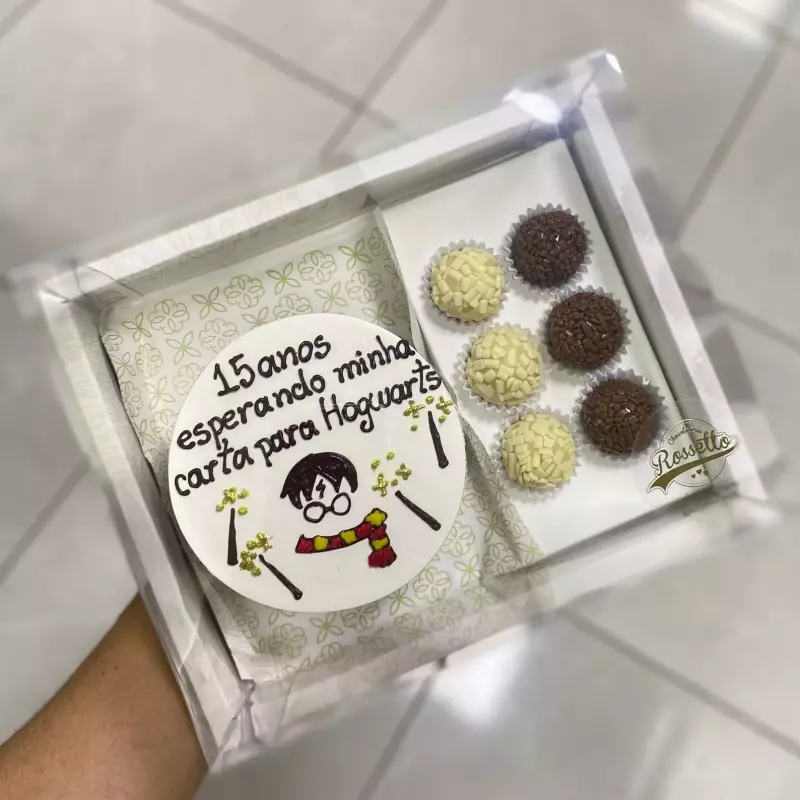 15 anos
esperando minha
carta para Hogwarts
Rossetto